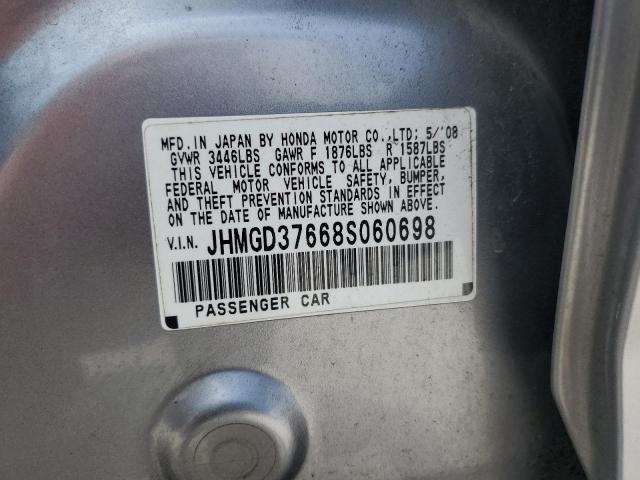 MFD. IN JAPAN BY HONDA MOTOR CO.,LTD; 5/'08
GVWR 3446LBS GAWR F 1876LBS R 1587LBS
THIS VEHICLE CONFORMS TO ALL APPLICABLE
FEDERAL MOTOR VEHICLE SAFETY, BUMPER,
AND THEFT PREVENTION STANDARDS IN EFFECT
ON THE DATE OF MANUFACTURE SHOWN ABOVE.
V.I.N. JHMGD37668S060698
PASSENGER CAR